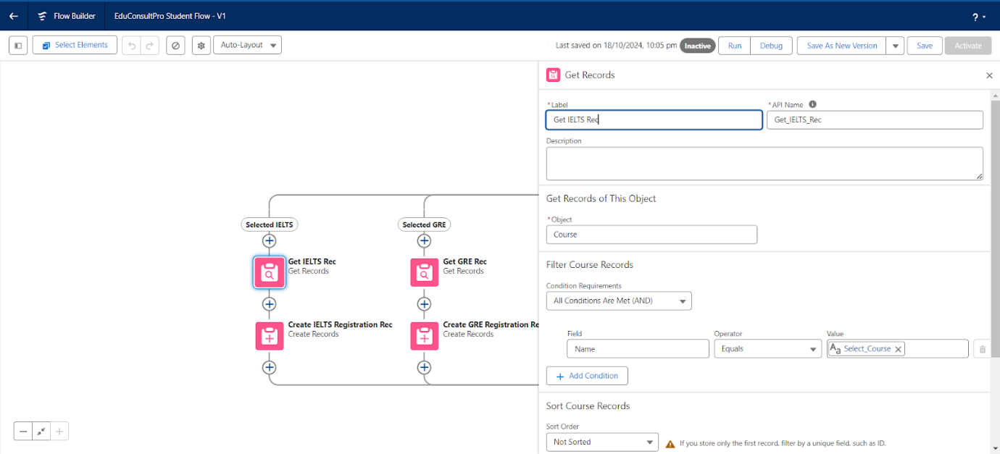 Flow Builder EduConsultPro Student Flow - V1 ?
Select Elements Auto-Layout Last saved on 18/10/2024, 10:05 pm Inactive Run Debug Save As New Version Save Activate
Get Records
*Label *API Name
Get IELTS Rec Get_IELTS_Rec
Description
Get Records of This Object
*Object
Course
Filter Course Records
Condition Requirements
All Conditions Are Met (AND)
Field Operator Value
Name Equals Aa Select_Course
Add Condition
Sort Course Records
Sort Order
Not Sorted If you store only the first record, filter by a unique field, such as ID.
Selected IELTS Selected GRE
Get IELTS Rec Get GRE Rec
Get Records Get Records
Create IELTS Registration Rec Create GRE Registration Re
Create Records Create Records